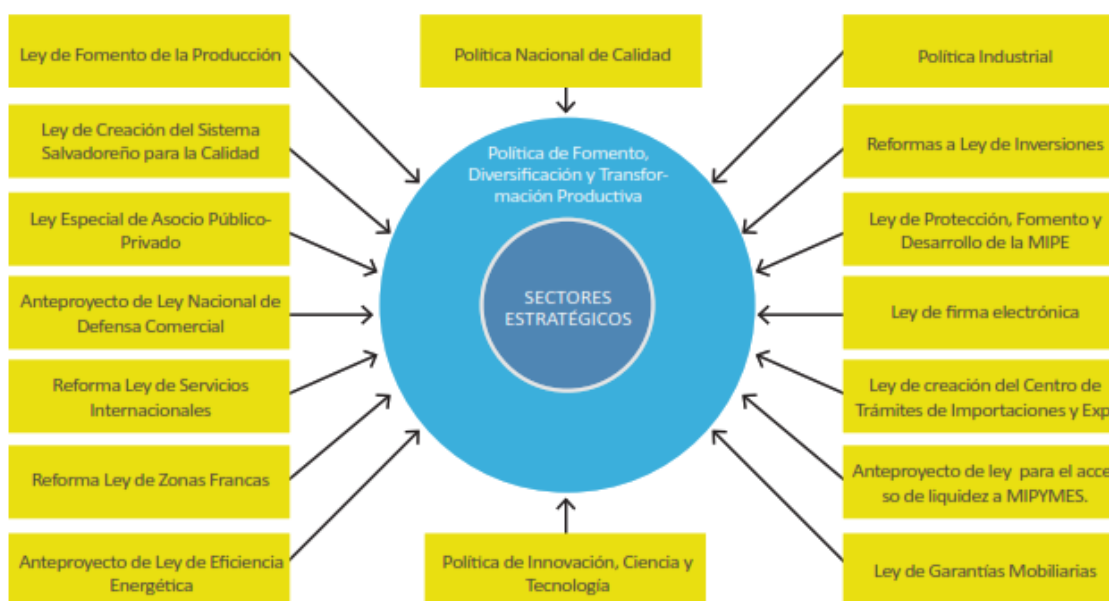 Ley de Fomento de la Producción
Ley de Creación del Sistema
Salvadoreño para la Calidad
Ley Especial de Asocio Público-
Privado
Anteproyecto de Ley Nacional de
Defensa Comercial
Reforma Ley de Servicios
Internacionales
Reforma Ley de Zonas Francas
Anteproyecto de Ley de Eficiencia
Energética
Política Nacional de Calidad
Política de Fomento,
Diversificación y Transfor-
mación Productiva
SECTORES
ESTRATÉGICOS
Política de Innovación, Ciencia y
Tecnología
Política Industrial
Reformas a Ley de Inversiones
Ley de Protección, Fomento y
Desarrollo de la MIPE
Ley de firma electrónica
Ley de creación del Centro de
Trámites de Importaciones y Exp
Anteproyecto de ley para el acce
so de liquidez a MIPYMES.
Ley de Garantías Mobiliarias